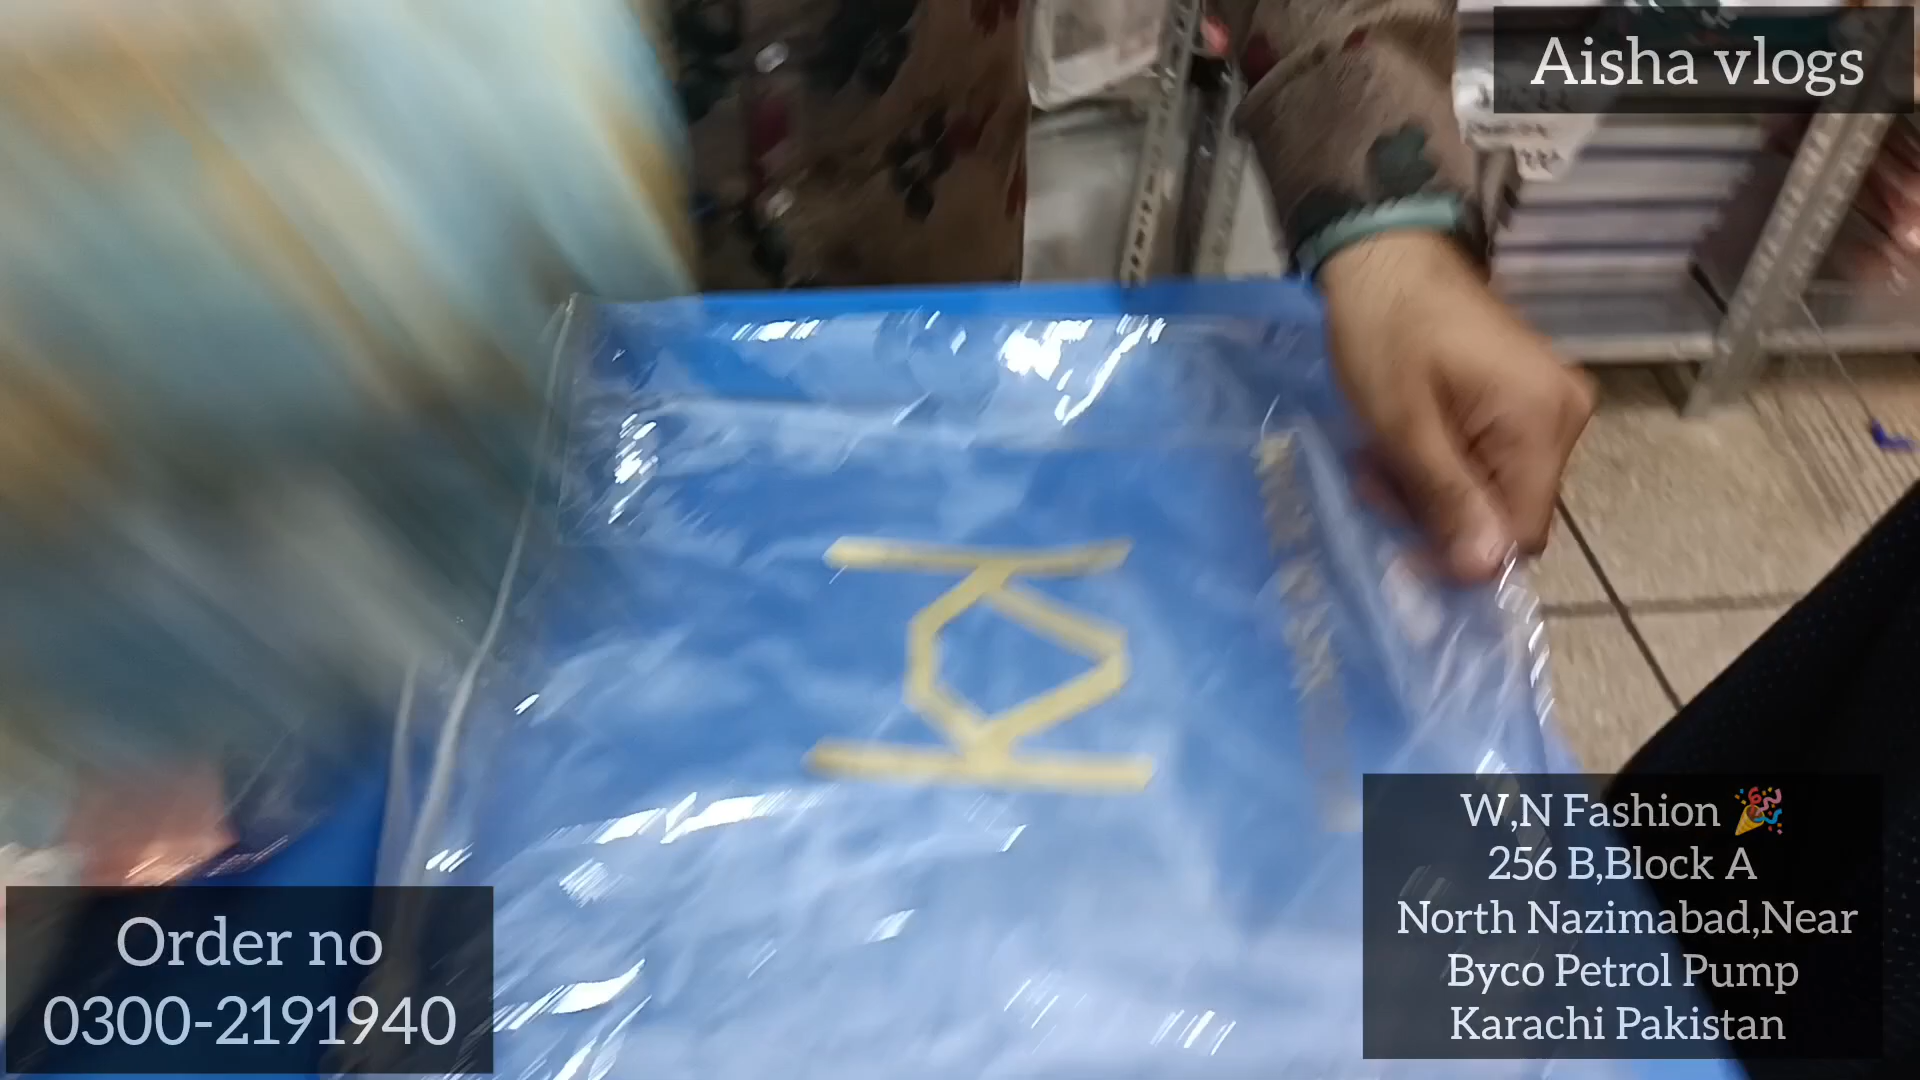 Aisha vlogs
W,N Fashion 🎉
256 B,Block A
North Nazimabad,Near
Byco Petrol Pump
Karachi Pakistan
Order no
0300-2191940